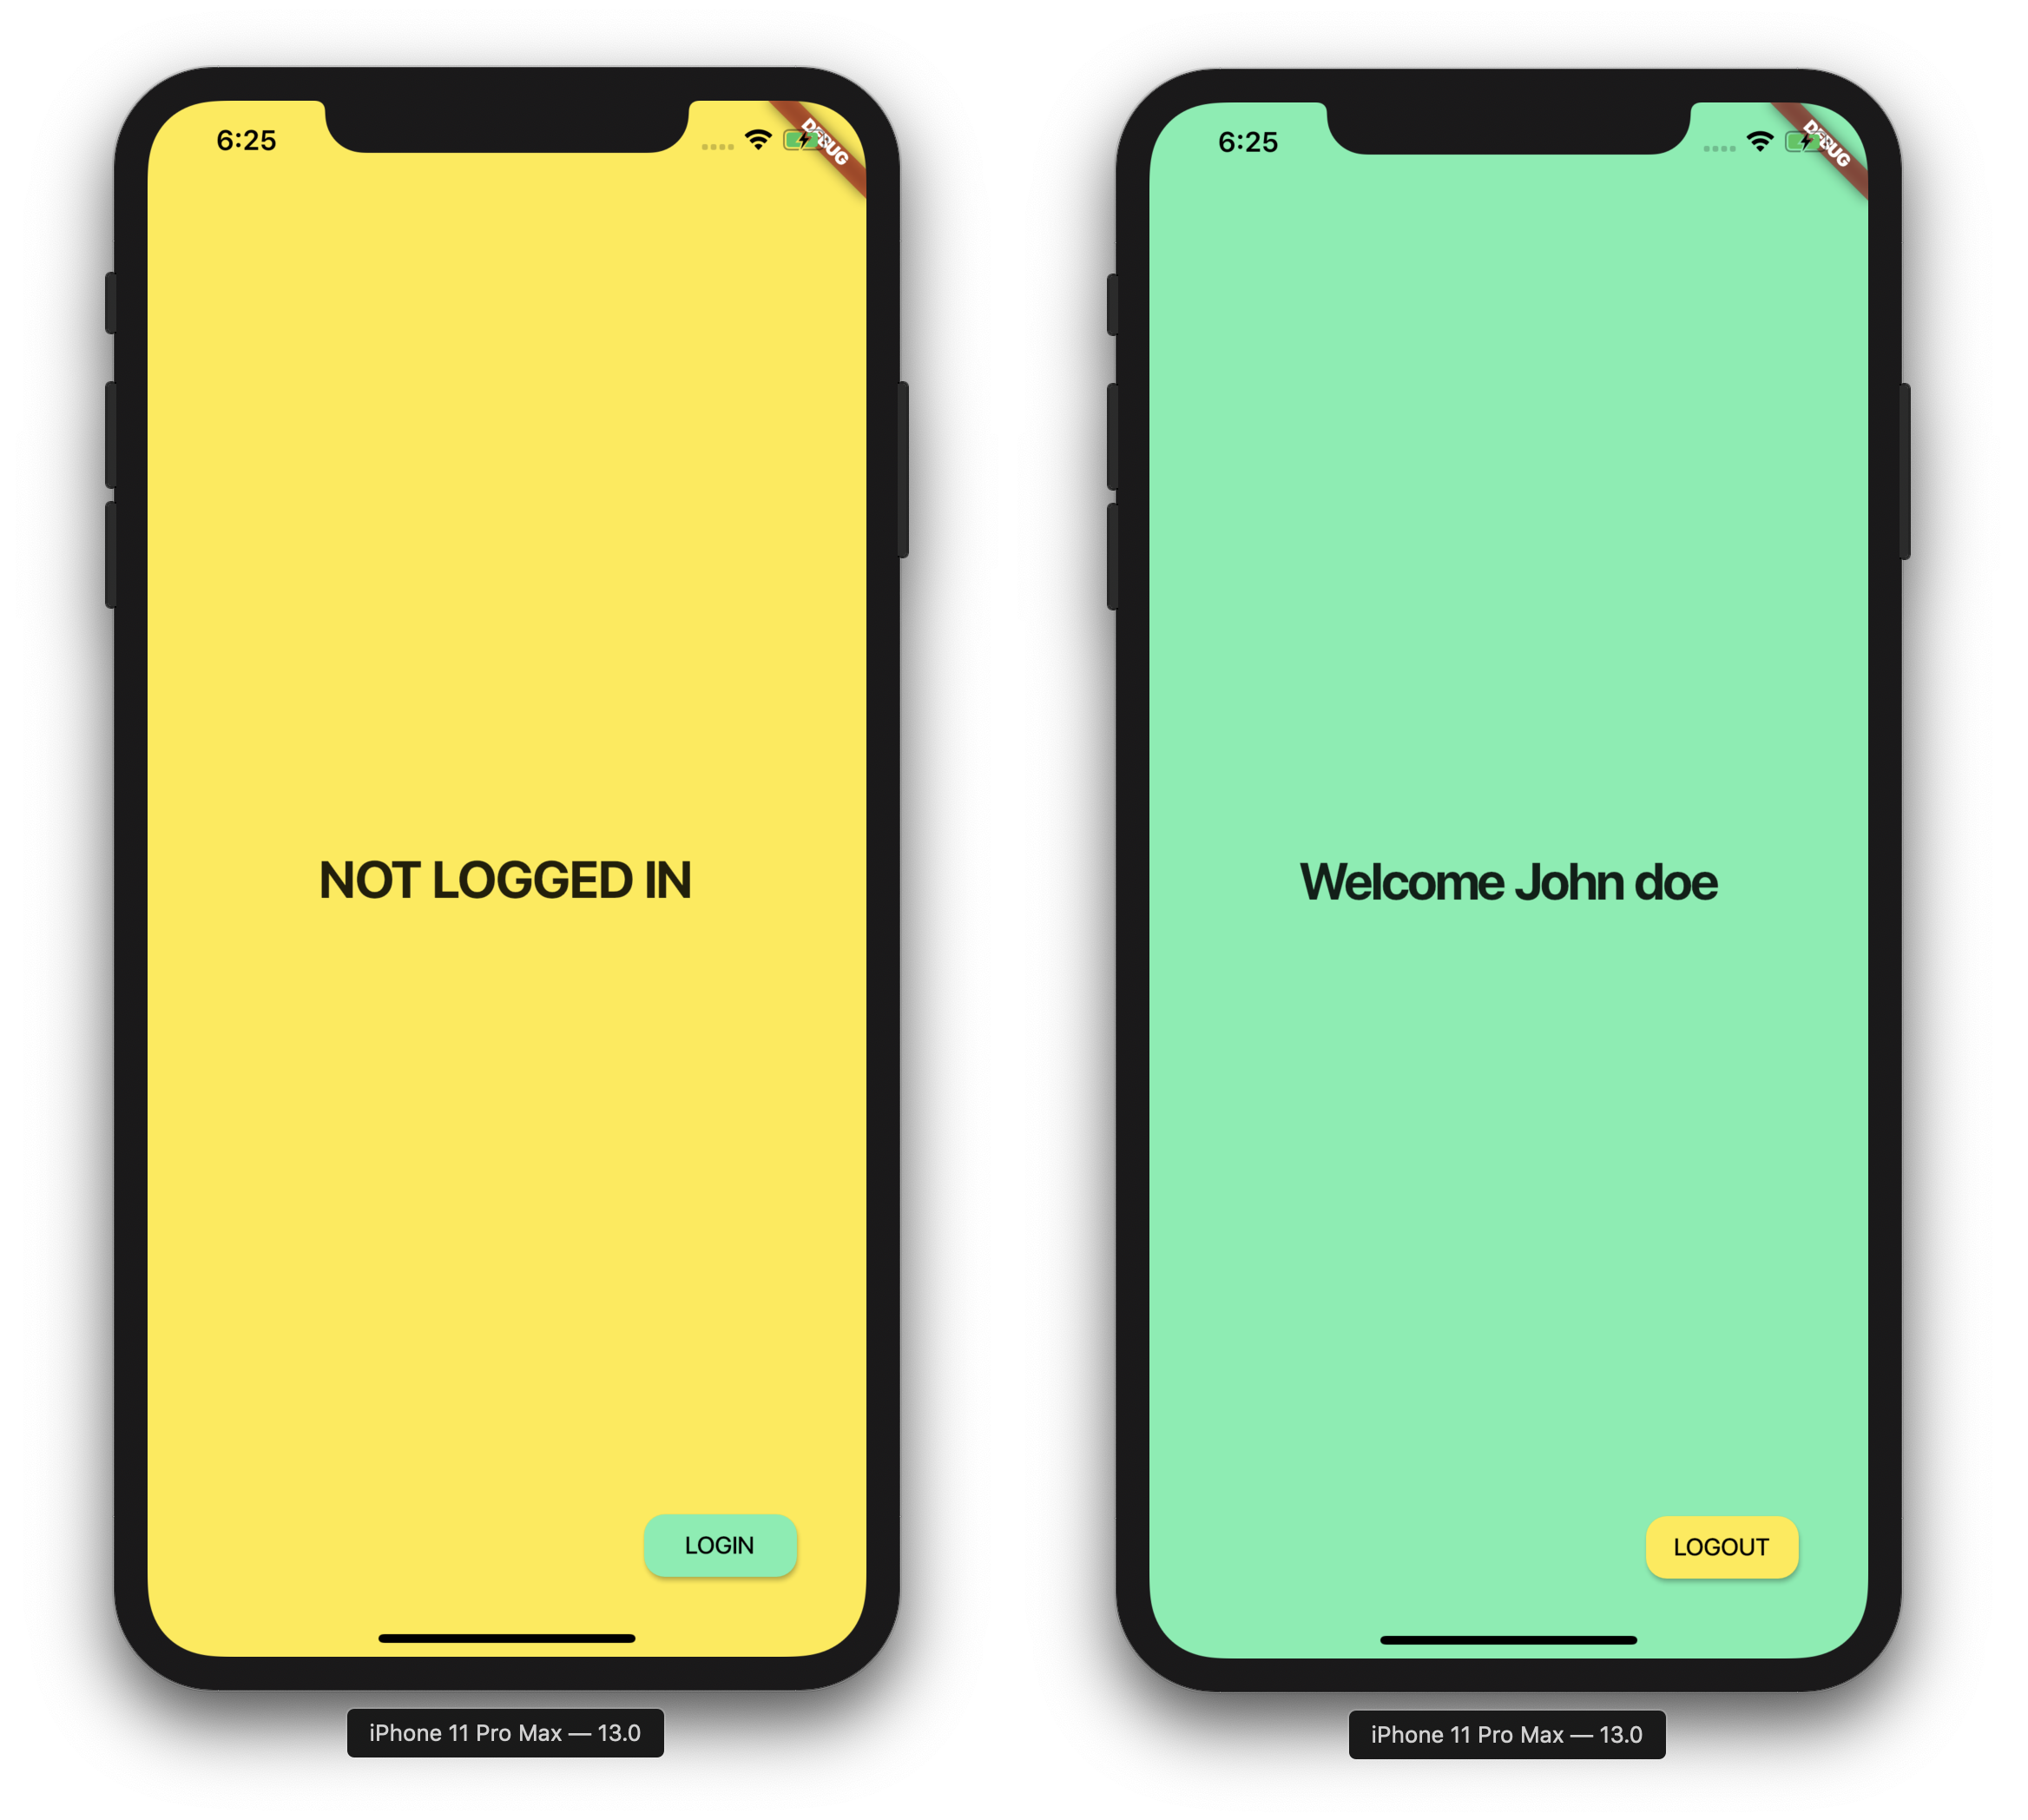 6:25
DEBUG
NOT LOGGED IN
LOGIN
iPhone 11 Pro Max — 13.0
6:25
DEBUG
Welcome John doe
LOGOUT
iPhone 11 Pro Max — 13.0